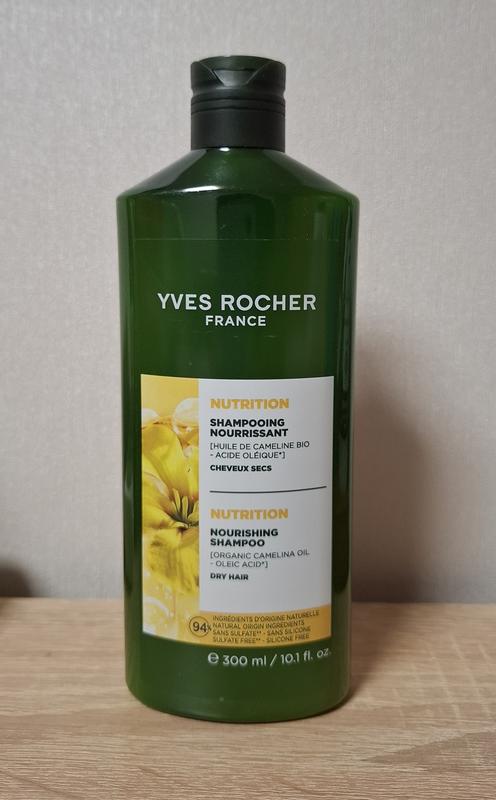 YVES ROCHER
FRANCE
NUTRITION
SHAMPOOING
NOURRISSANT
[HUILE DE CAMELINE BIO
- ACIDE OLÉIQUE*]
CHEVEUX SECS
NUTRITION
NOURISHING
SHAMPOO
[ORGANIC CAMELINA OIL
- OLEIC ACID*]
DRY HAIR
94%
INGRÉDIENTS D'ORIGINE NATURELLE
NATURAL ORIGIN INGREDIENTS
SANS SULFATE** - SANS SILICONE
SULFATE FREE** - SILICONE FREE
℮ 300 ml / 10.1 fl. oz.